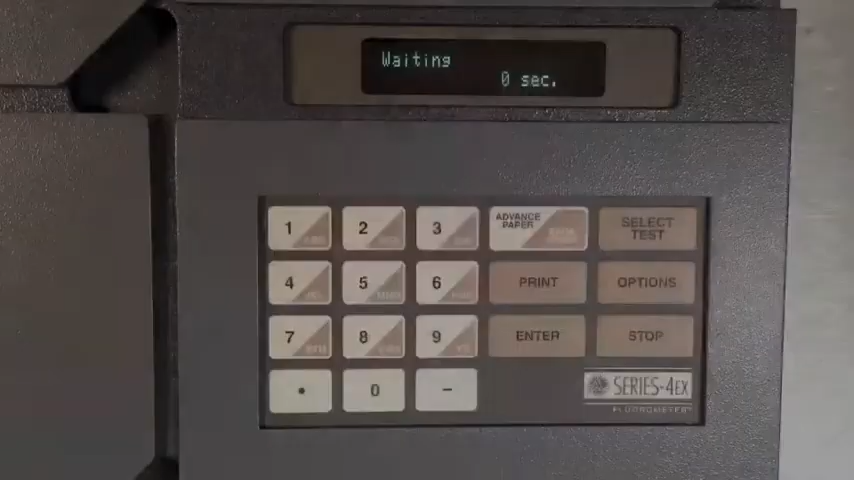 Waiting
0 sec.
1
2
3
ADVANCE
PAPER
SELECT
TEST
4
5
6
PRINT
OPTIONS
7
8
9
ENTER
STOP
•
0
–
SERIES-4EX
FLUOROMETER